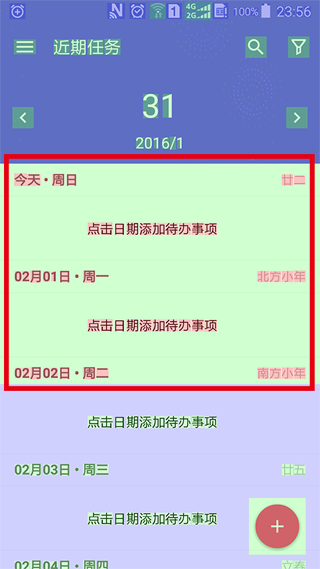 4G 2G 1 100% 23:56
近期任务
31
2016/1
今天 • 周日 廿二
点击日期添加待办事项
02月01日 • 周一 北方小年
点击日期添加待办事项
02月02日 • 周二 南方小年
点击日期添加待办事项
02月03日 • 周三 廿五
点击日期添加待办事项
02月04日 • 周四 立春